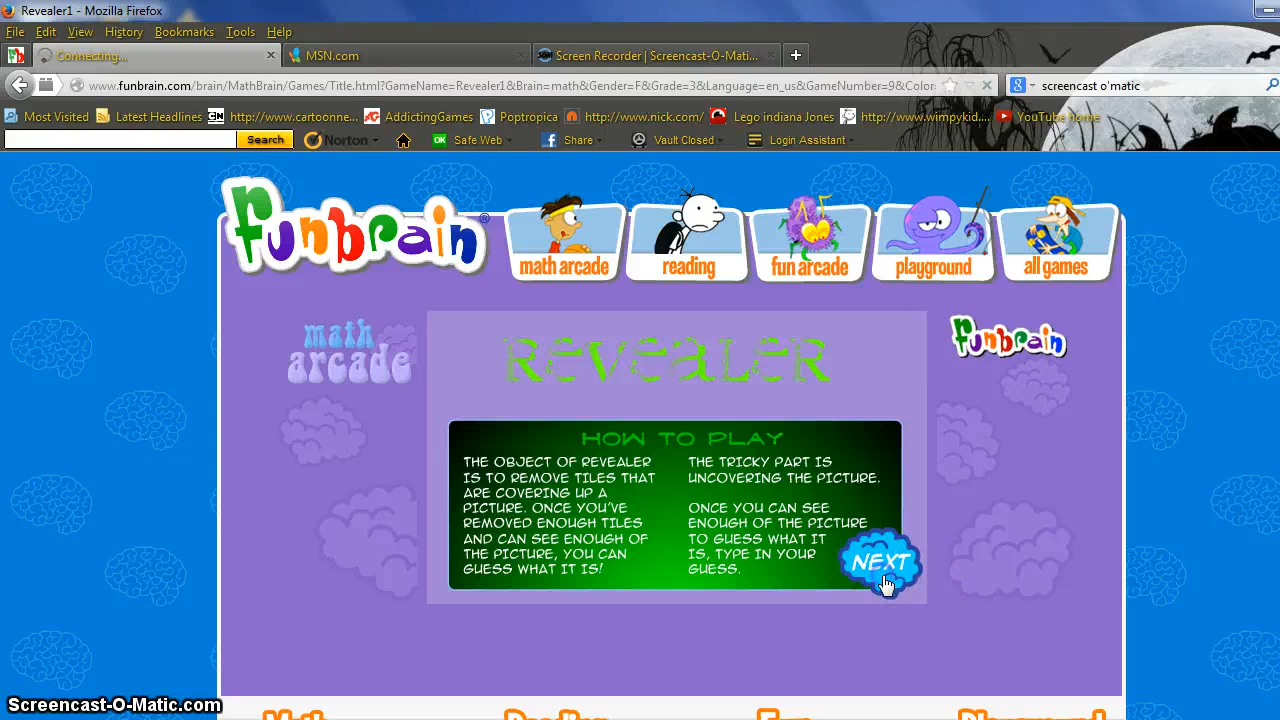 Revealer1 - Mozilla Firefox
File Edit View History Bookmarks Tools Help
Connecting... MSN.com Screen Recorder | Screencast-O-Mati...
www.funbrain.com/brain/MathBrain/Games/Title.html?GameName=Revealer1&Brain=math&Gender=F&Grade=3&Language=en_us&GameNumber=9&Color: screencast o'matic
Most Visited Latest Headlines http://www.cartoonne... AddictingGames Poptropica http://www.nick.com/ Lego indiana Jones http://www.wimpykid.... YouTube home
Search Norton Safe Web Share Vault Closed Login Assistant
funbrain
math arcade reading fun arcade playground all games
math arcade
funbrain
REVEALER
HOW TO PLAY
THE OBJECT OF REVEALER
IS TO REMOVE TILES THAT
ARE COVERING UP A
PICTURE. ONCE YOU'VE
REMOVED ENOUGH TILES
AND CAN SEE ENOUGH OF
THE PICTURE, YOU CAN
GUESS WHAT IT IS!
THE TRICKY PART IS
UNCOVERING THE PICTURE.
ONCE YOU CAN SEE
ENOUGH OF THE PICTURE
TO GUESS WHAT IT
IS, TYPE IN YOUR
GUESS.
NEXT
Math Reading Fun Playground
Screencast-O-Matic.com